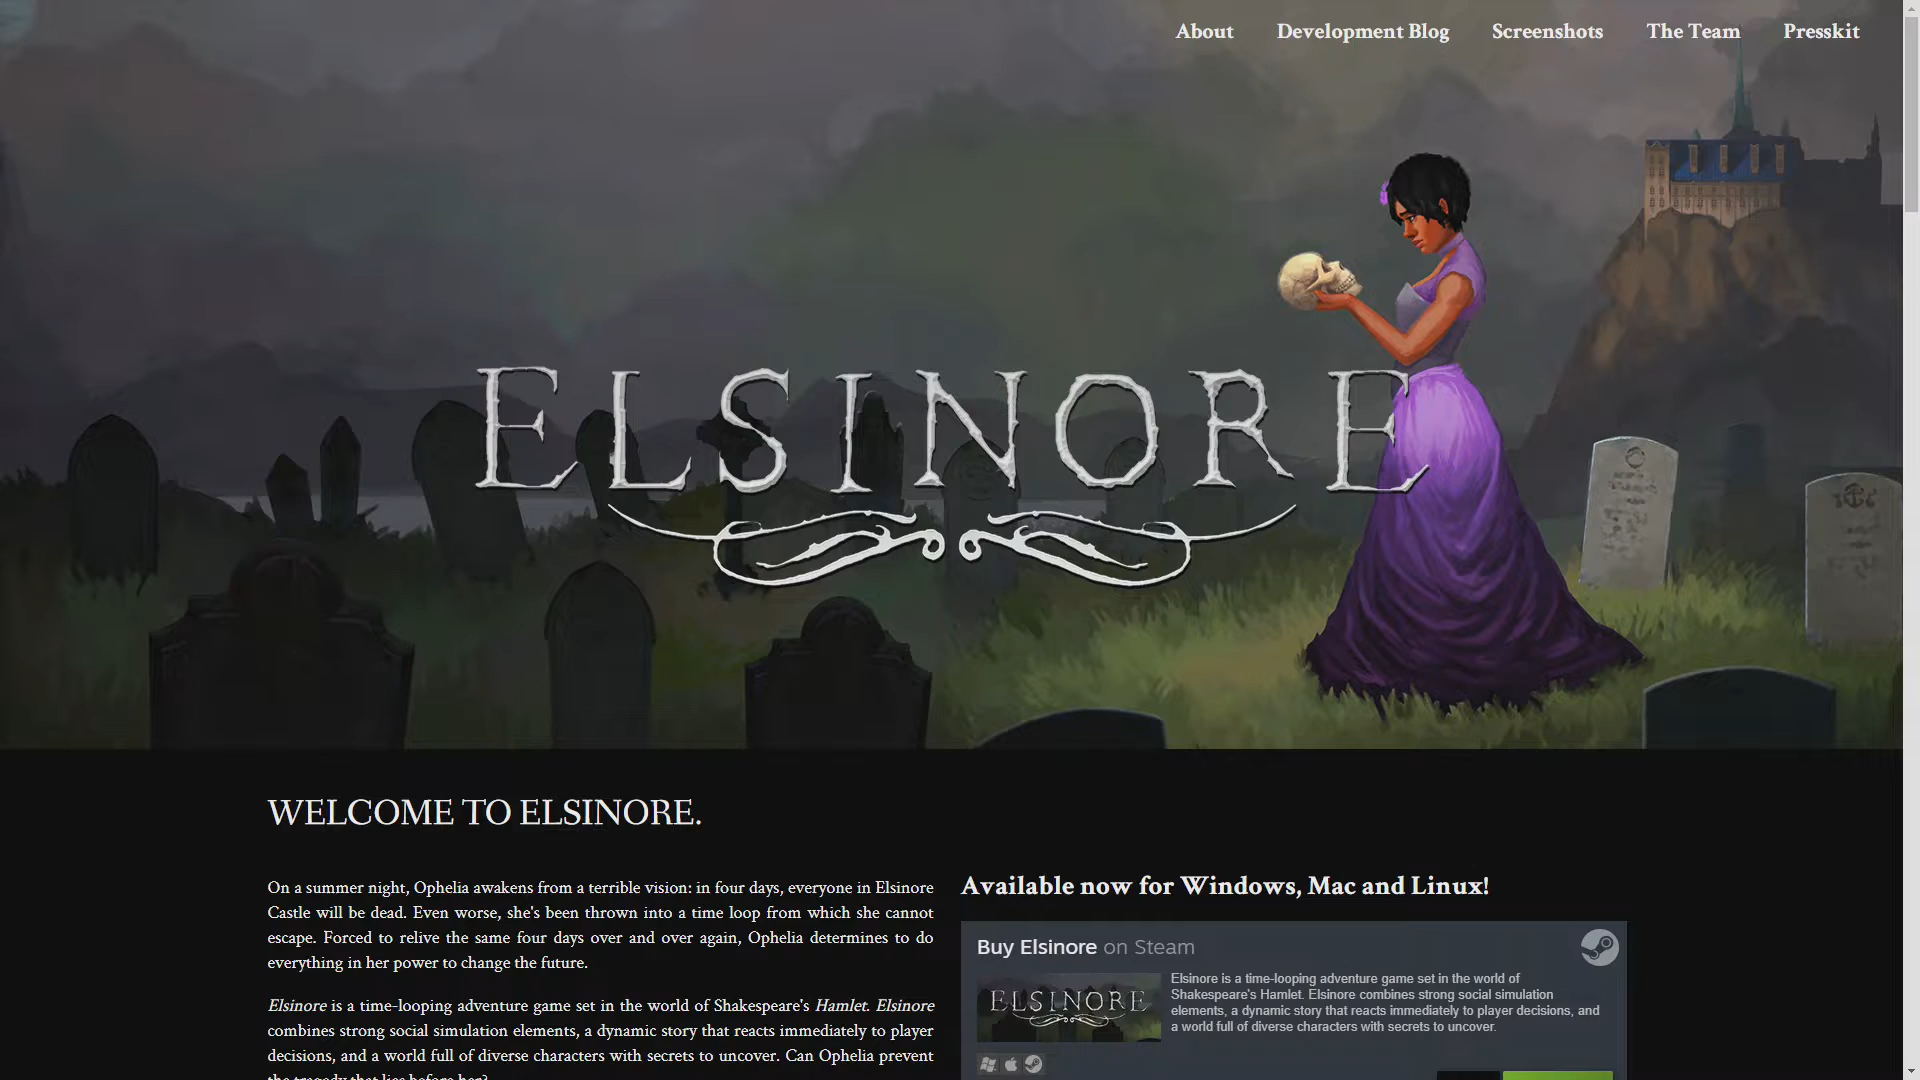 About
Development Blog
Screenshots
The Team
Presskit
ELSINORE
WELCOME TO ELSINORE.
On a summer night, Ophelia awakens from a terrible vision: in four days, everyone in Elsinore
Castle will be dead. Even worse, she's been thrown into a time loop from which she cannot
escape. Forced to relive the same four days over and over again, Ophelia determines to do
everything in her power to change the future.
Elsinore is a time-looping adventure game set in the world of Shakespeare's Hamlet. Elsinore
combines strong social simulation elements, a dynamic story that reacts immediately to player
decisions, and a world full of diverse characters with secrets to uncover. Can Ophelia prevent
the tragedy that lies before her?
Available now for Windows, Mac and Linux!
Buy Elsinore on Steam
ELSINORE
Elsinore is a time-looping adventure game set in the world of
Shakespeare's Hamlet. Elsinore combines strong social simulation
elements, a dynamic story that reacts immediately to player decisions, and
a world full of diverse characters with secrets to uncover.